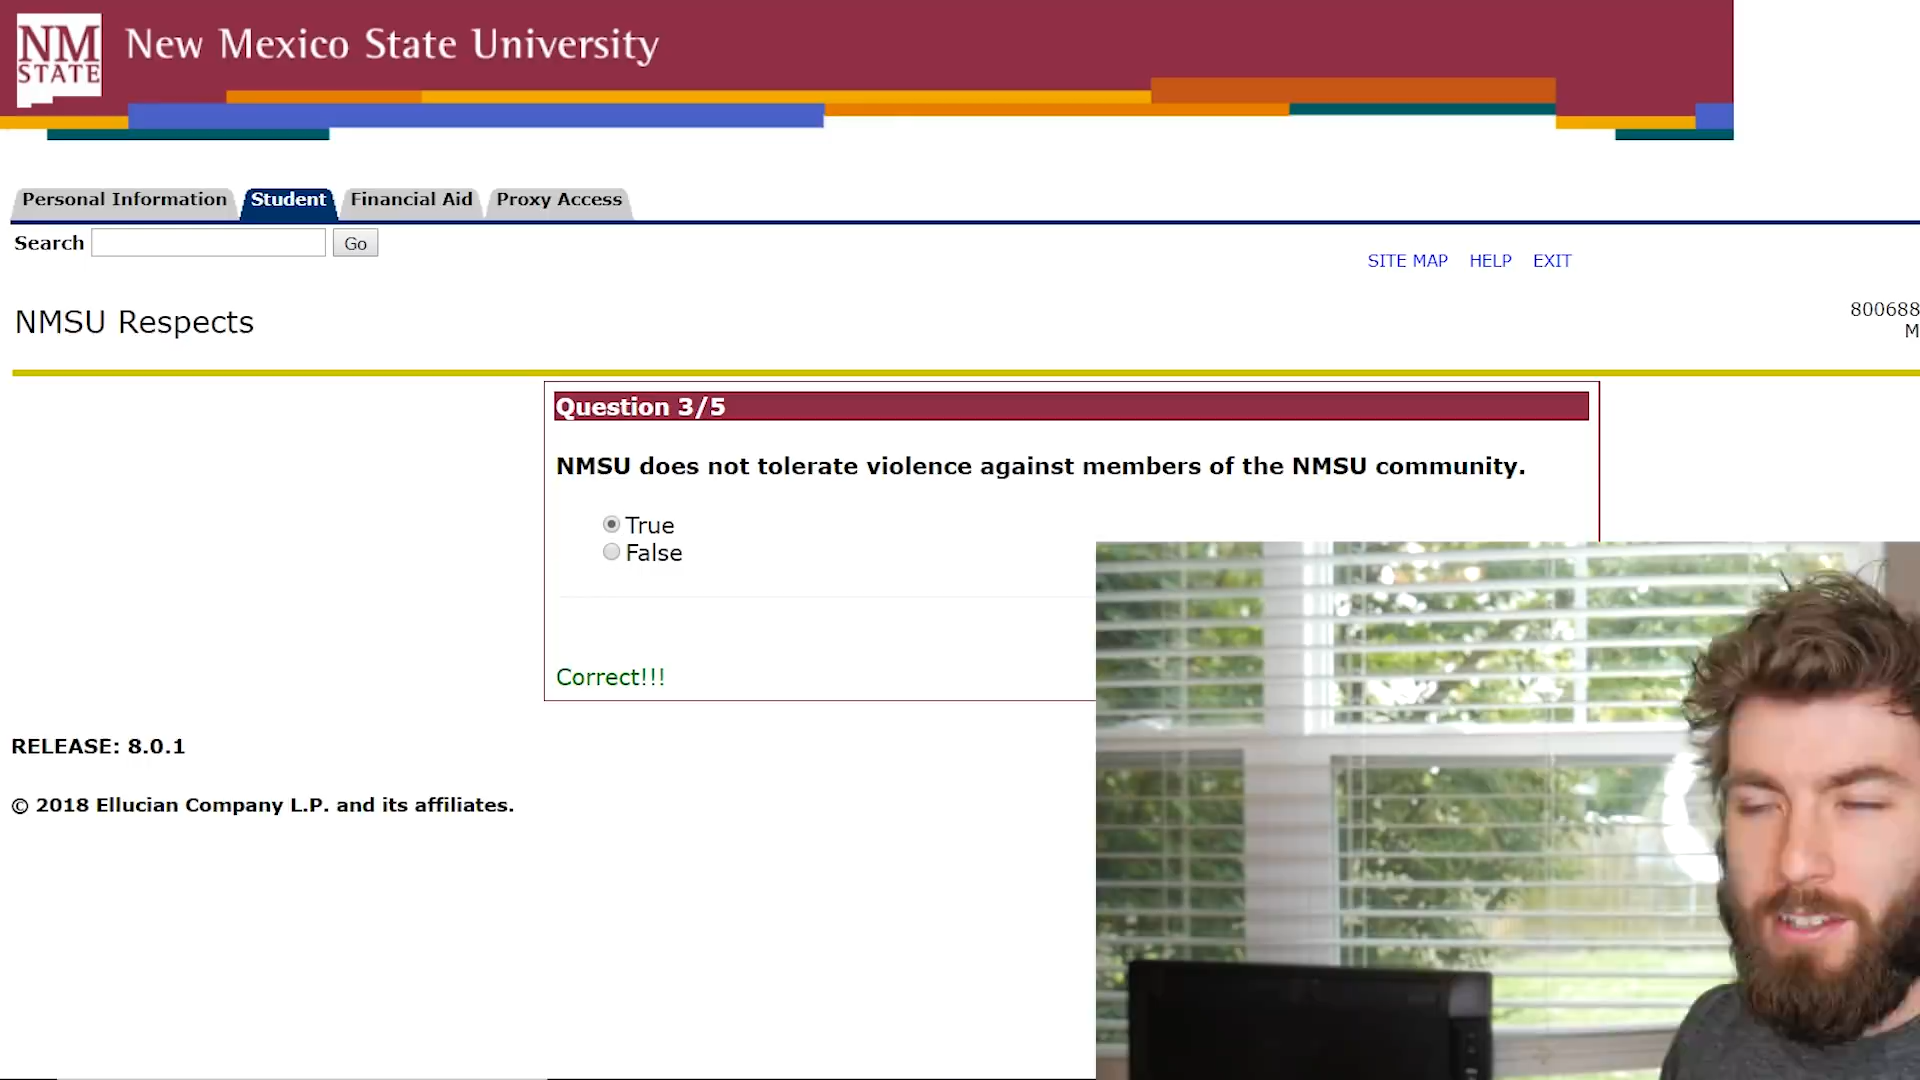 NM
STATE
New Mexico State University
Personal Information
Student
Financial Aid
Proxy Access
Search
Go
SITE MAP
HELP
EXIT
NMSU Respects
800688
M
Question 3/5
NMSU does not tolerate violence against members of the NMSU community.
True
False
Correct!!!
RELEASE: 8.0.1
© 2018 Ellucian Company L.P. and its affiliates.